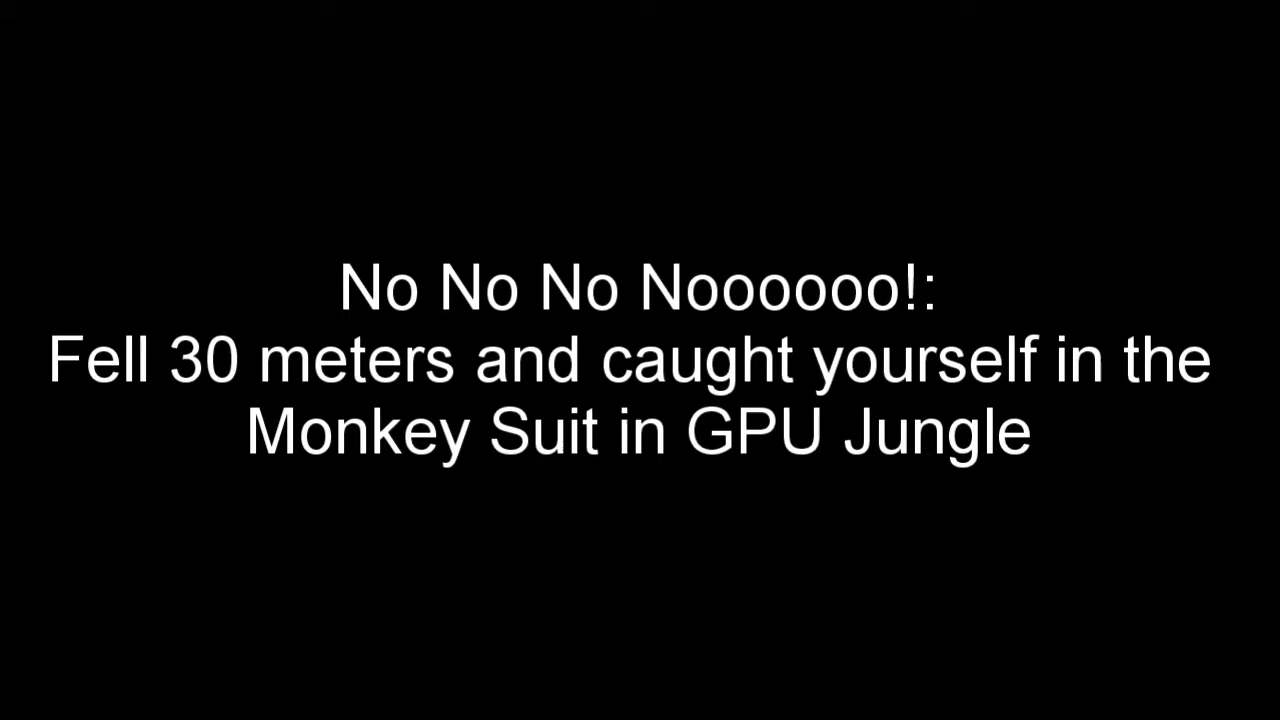 No No No Noooooo!:
Fell 30 meters and caught yourself in the
Monkey Suit in GPU Jungle